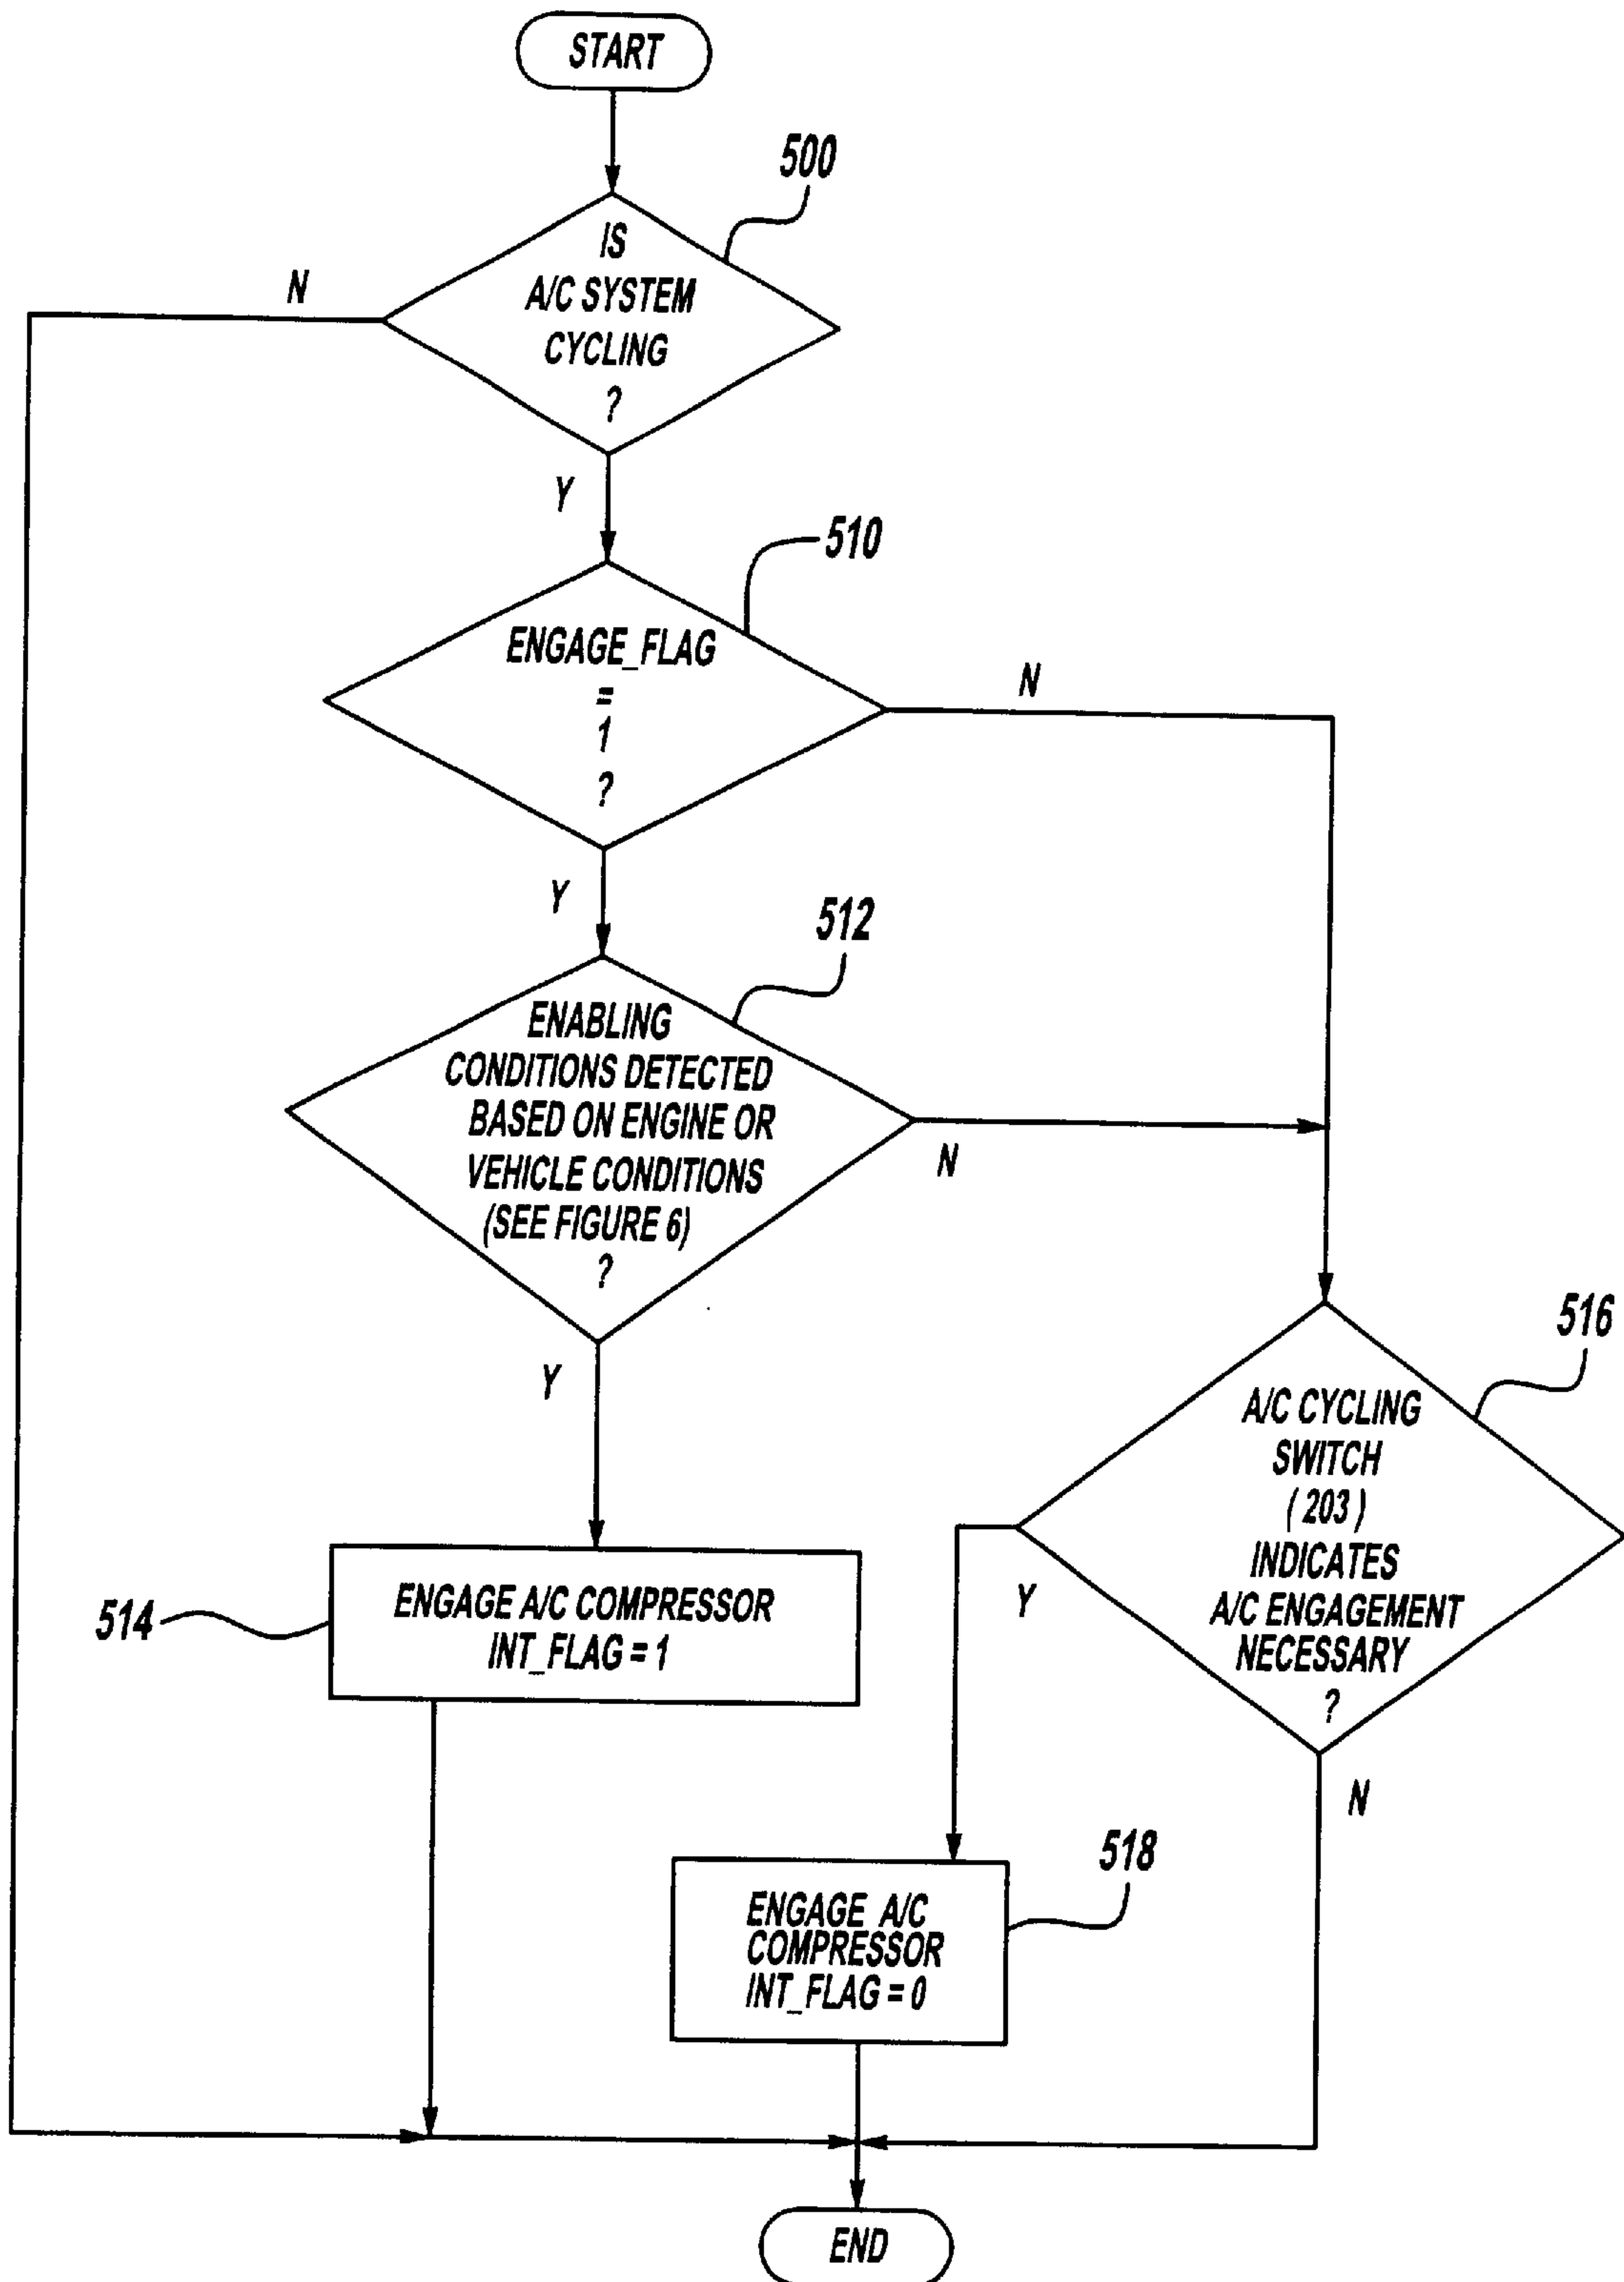 START
500
IS
A/C SYSTEM
CYCLING
?
N
Y
510
ENGAGE_FLAG
=
1
?
N
Y
512
ENABLING
CONDITIONS DETECTED
BASED ON ENGINE OR
VEHICLE CONDITIONS
(SEE FIGURE 6)
?
N
Y
516
A/C CYCLING
SWITCH
( 203 )
INDICATES
A/C ENGAGEMENT
NECESSARY
?
Y
N
514
ENGAGE A/C COMPRESSOR
INT_FLAG = 1
518
ENGAGE A/C
COMPRESSOR
INT_FLAG = 0
END